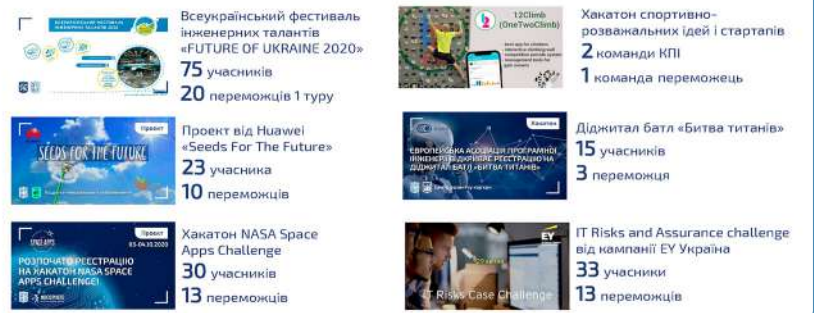 Всеукраїнський фестиваль
інженерних талантів
«FUTURE OF UKRAINE 2020»
75 учасників
20 переможців 1 туру
Проєкт
SEEDS FOR THE FUTURE
Проект від Huawei
«Seeds For The Future»
23 учасника
10 переможців
SPACE APPS
Проєкт
03-04.10.2020
РОЗПОЧАТО РЕЄСТРАЦІЮ
НА ХАКАТОН NASA SPACE
APPS CHALLENGE!
Хакатон NASA Space
Apps Challenge
30 учасників
13 переможців
12Climb
(OneTwoClimb)
Хакатон спортивно-
розважальних ідей і стартапів
2 команди КПІ
1 команда переможець
Хакатон
ЄВРОПЕЙСЬКА АСОЦІАЦІЯ ПРОГРАМНОЇ
ІНЖЕНЕРІЇ ВІДКРИВАЄ РЕЄСТРАЦІЮ НА
ДІДЖИТАЛ БАТЛ «БИТВА ТИТАНІВ»
Діджитал батл «Битва титанів»
15 учасників
3 переможця
EY
IT Risks Case Challenge
IT Risks and Assurance challenge
від кампанії EY Україна
33 учасники
13 переможців